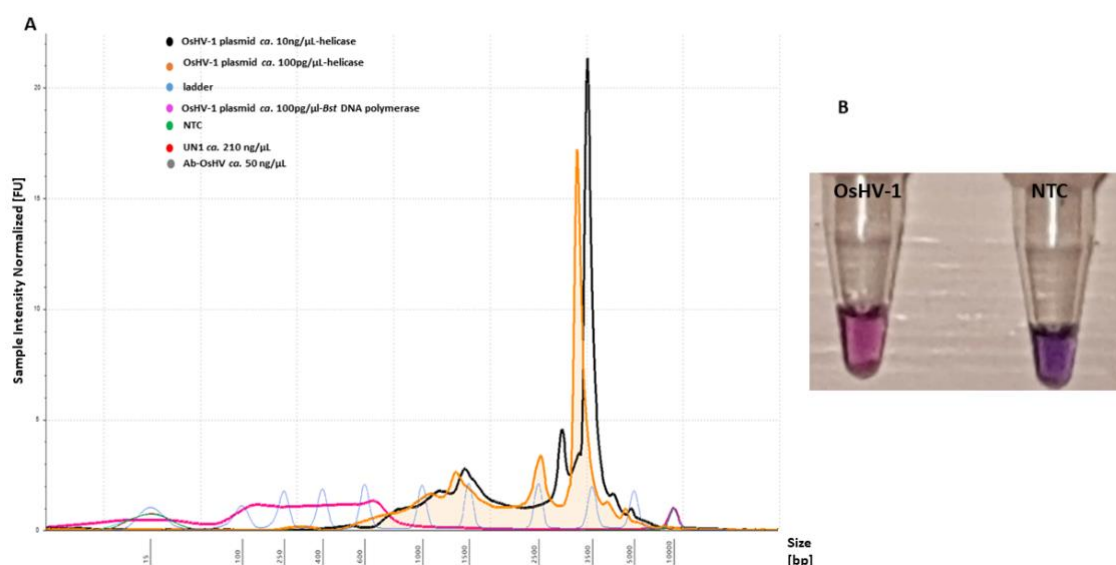 A
OsHV-1 plasmid ca. 10ng/µL-helicase
OsHV-1 plasmid ca. 100pg/µL-helicase
ladder
OsHV-1 plasmid ca. 100pg/µl-Bst DNA polymerase
NTC
UN1 ca. 210 ng/µL
Ab-OsHV ca. 50 ng/µL
Sample Intensity Normalized [FU]
20
15
10
5
0
15
100
250
400
600
1000
1500
2500
3500
5000
10000
Size
[bp]
B
OsHV-1 NTC